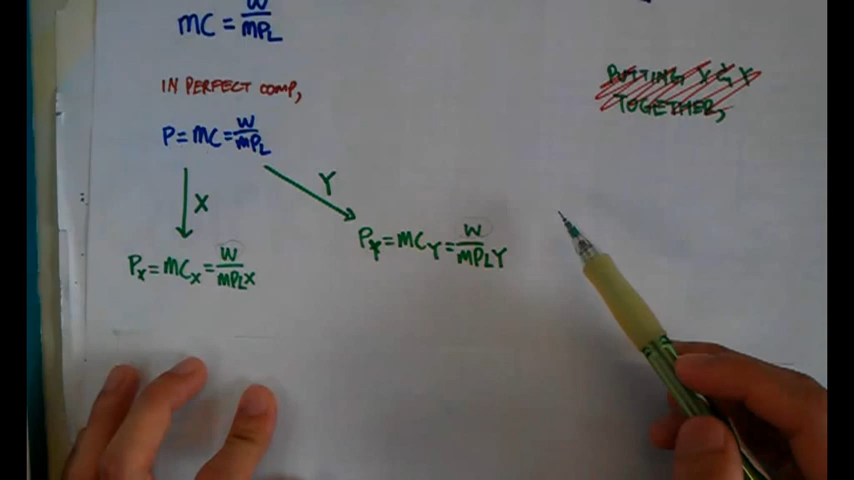 MC = W/MPL
IN PERFECT COMP,
P = MC = W/MPL
X
Y
Px = MCx = W/MPLX
PY = MCY = W/MPLY
PUTTING X & Y
TOGETHER,